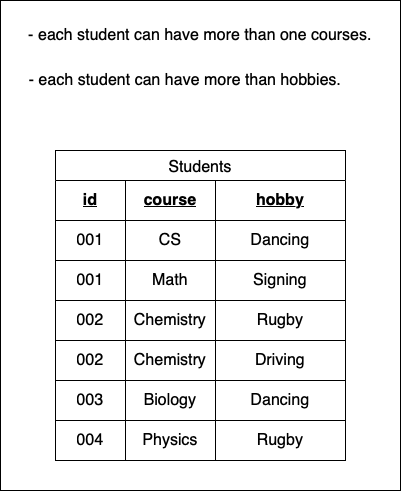 - each student can have more than one courses.
- each student can have more than hobbies.
Students
id course hobby
001 CS Dancing
001 Math Signing
002 Chemistry Rugby
002 Chemistry Driving
003 Biology Dancing
004 Physics Rugby